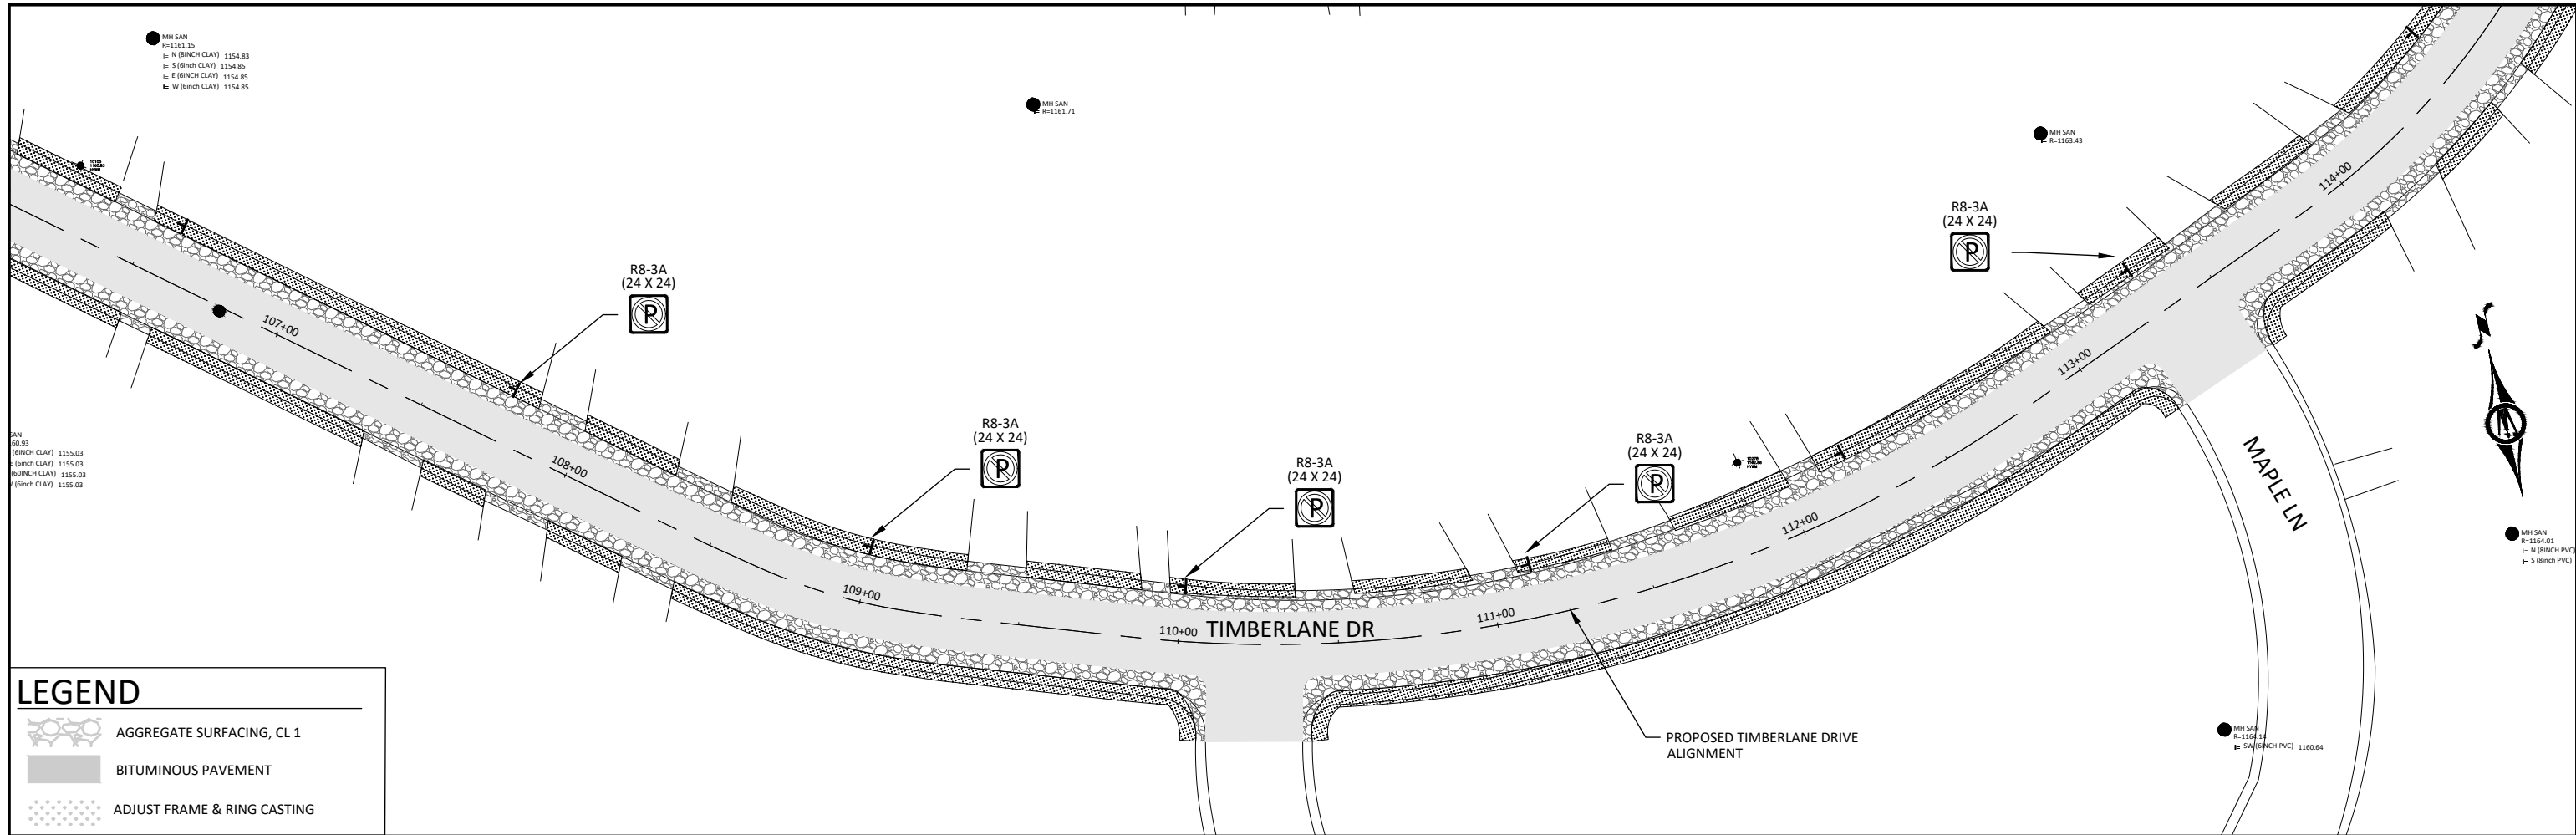 MH SAN
R=1161.15
I= N (8INCH CLAY) 1154.83
I= S (6inch CLAY) 1154.85
I= E (6INCH CLAY) 1154.85
I= W (6inch CLAY) 1154.85
MH SAN
R=1161.71
MH SAN
R=1163.43
R8-3A
(24 X 24)
P
R8-3A
(24 X 24)
P
R8-3A
(24 X 24)
P
R8-3A
(24 X 24)
P
R8-3A
(24 X 24)
P
107+00
108+00
109+00
110+00
111+00
112+00
113+00
114+00
TIMBERLANE DR
MAPLE LN
N
SAN
60.93
(6INCH CLAY) 1155.03
E (6inch CLAY) 1155.03
(60INCH CLAY) 1155.03
(6inch CLAY) 1155.03
MH SAN
R=1164.01
I= N (8INCH PVC)
I= S (8inch PVC)
MH SAN
R=1164.14
I= SW (6INCH PVC) 1160.64
PROPOSED TIMBERLANE DRIVE
ALIGNMENT
LEGEND
AGGREGATE SURFACING, CL 1
BITUMINOUS PAVEMENT
ADJUST FRAME & RING CASTING